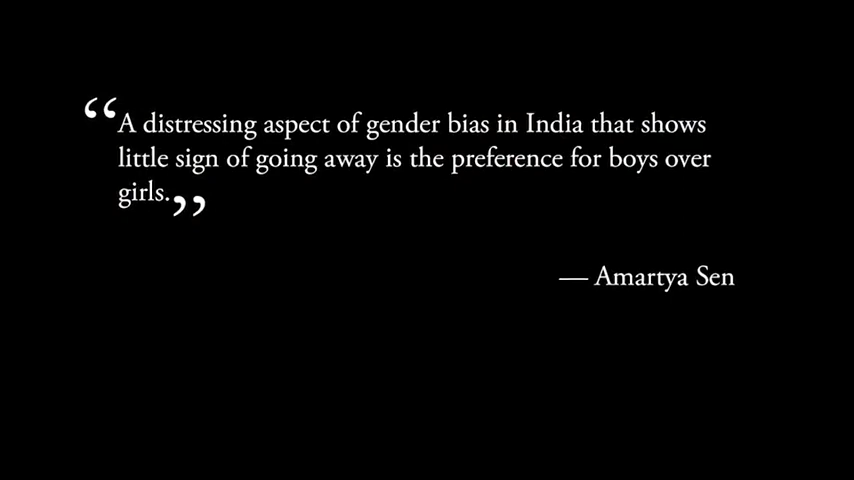 “A distressing aspect of gender bias in India that shows
little sign of going away is the preference for boys over
girls.”
— Amartya Sen